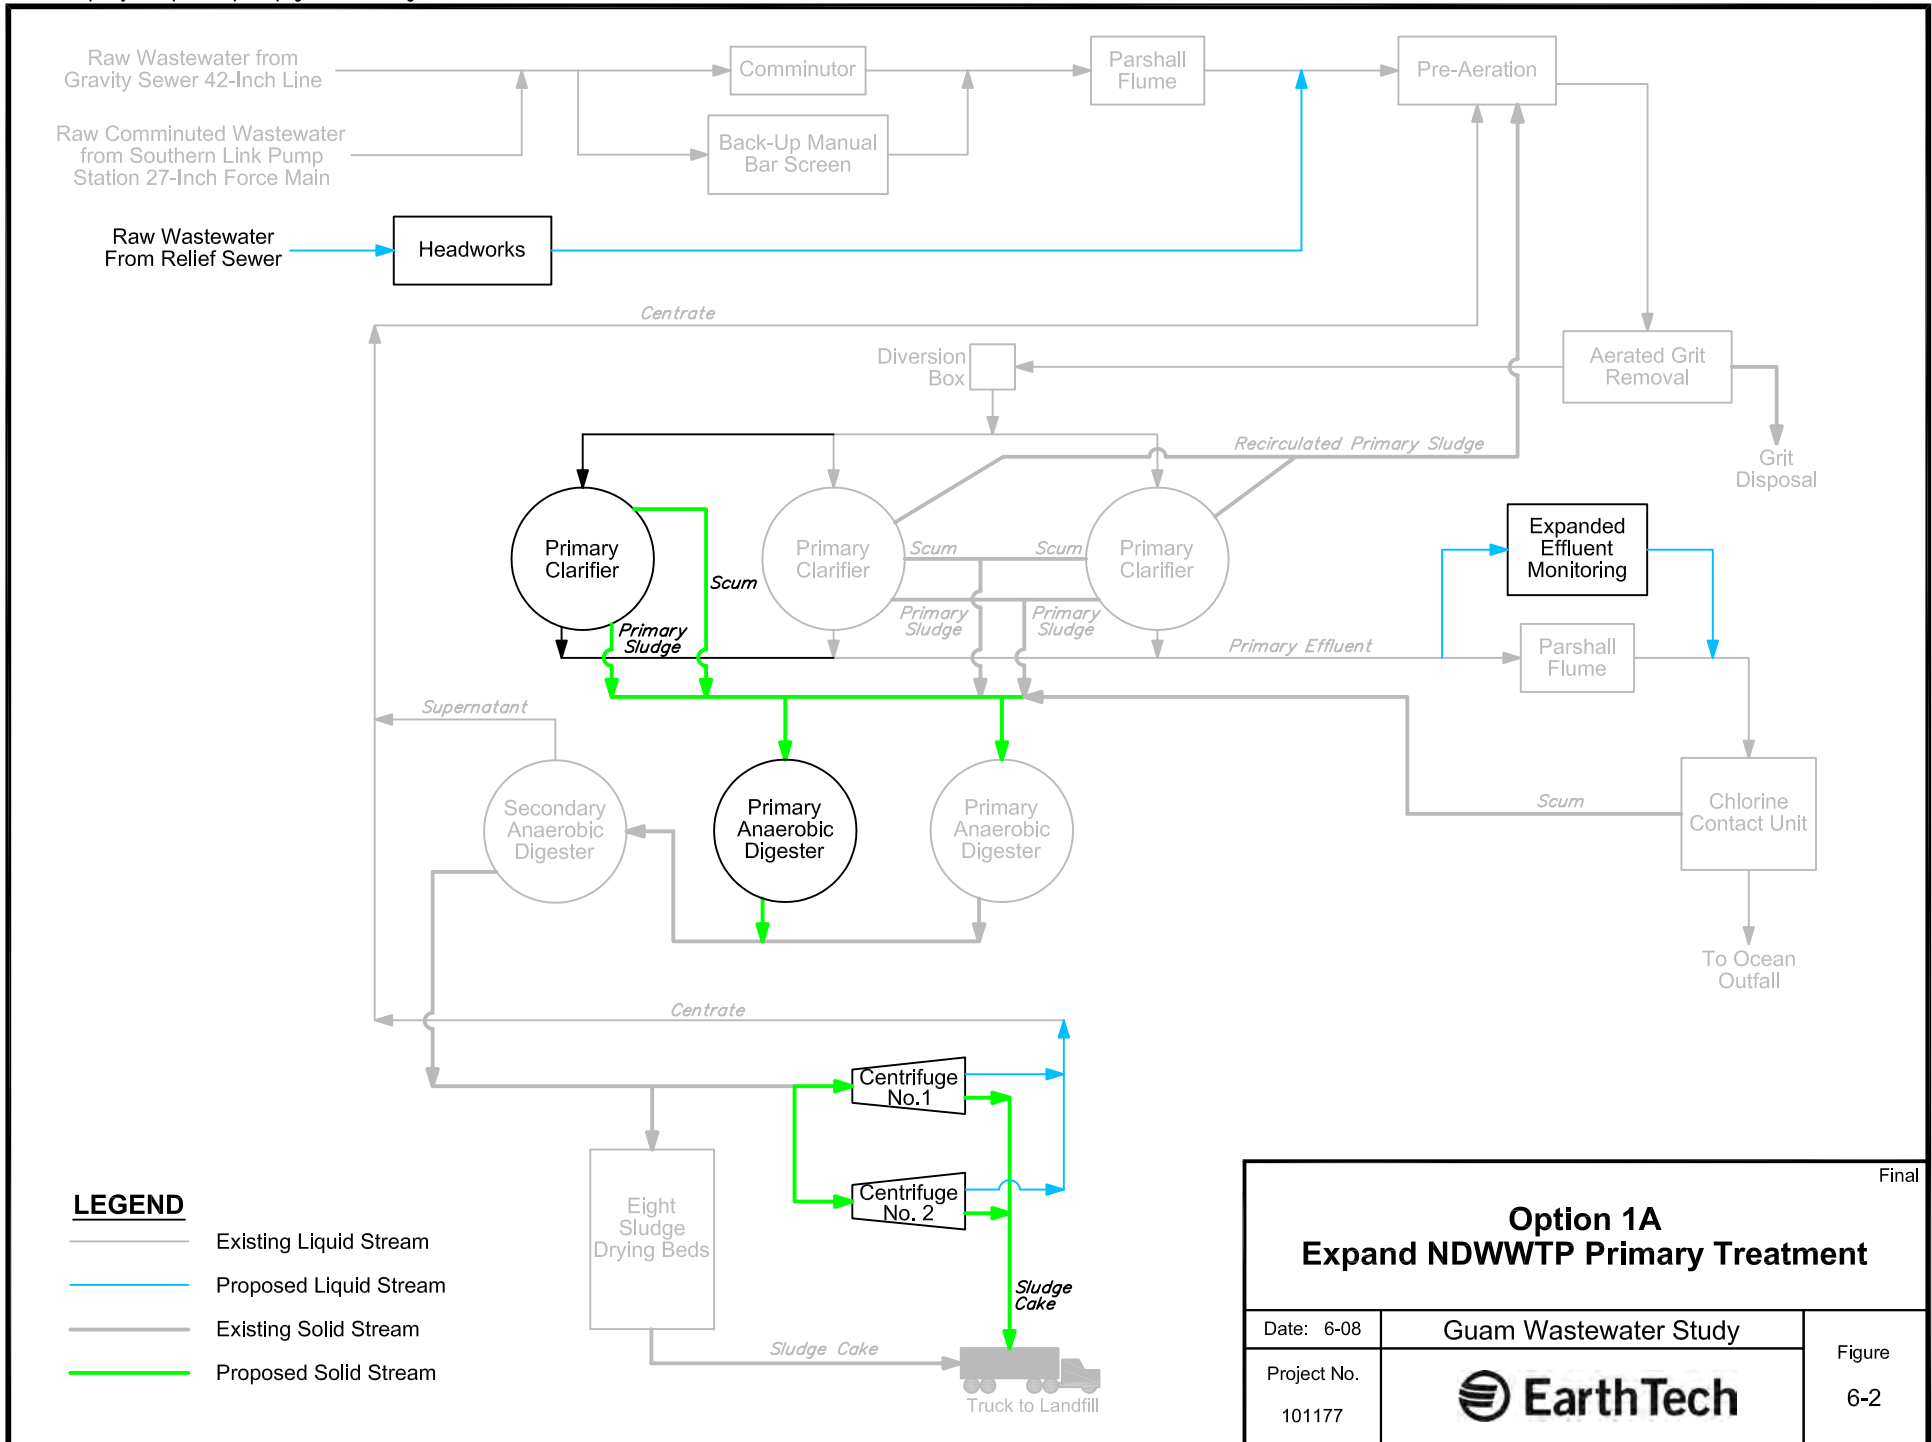 Raw Wastewater from
Gravity Sewer 42-Inch Line
Comminutor
Parshall
Flume
Pre-Aeration
Raw Comminuted Wastewater
from Southern Link Pump
Station 27-Inch Force Main
Back-Up Manual
Bar Screen
Raw Wastewater
From Relief Sewer
Headworks
Centrate
Diversion
Box
Aerated Grit
Removal
Recirculated Primary Sludge
Grit
Disposal
Primary
Clarifier
Scum
Primary
Clarifier
Scum
Scum
Primary
Clarifier
Expanded
Effluent
Monitoring
Primary
Sludge
Primary
Sludge
Primary
Sludge
Primary Effluent
Parshall
Flume
Supernatant
Secondary
Anaerobic
Digester
Primary
Anaerobic
Digester
Primary
Anaerobic
Digester
Scum
Chlorine
Contact Unit
To Ocean
Outfall
Centrate
Centrifuge
No.1
Centrifuge
No. 2
Eight
Sludge
Drying Beds
Sludge
Cake
Sludge Cake
Truck to Landfill
LEGEND
Existing Liquid Stream
Proposed Liquid Stream
Existing Solid Stream
Proposed Solid Stream
Final
Option 1A
Expand NDWWTP Primary Treatment
Date: 6-08
Guam Wastewater Study
Project No.
101177
EarthTech
Figure
6-2